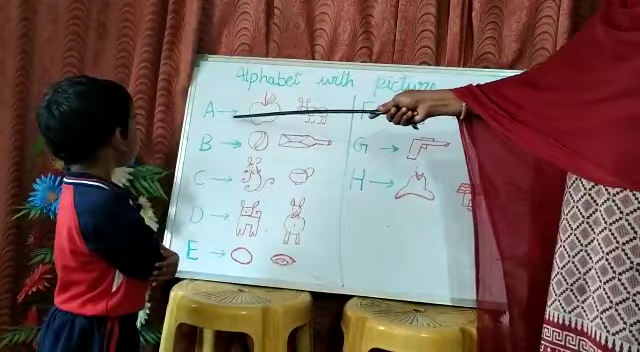 Alphabet with picture
A →
B →
C →
D →
E →
F
G →
H →